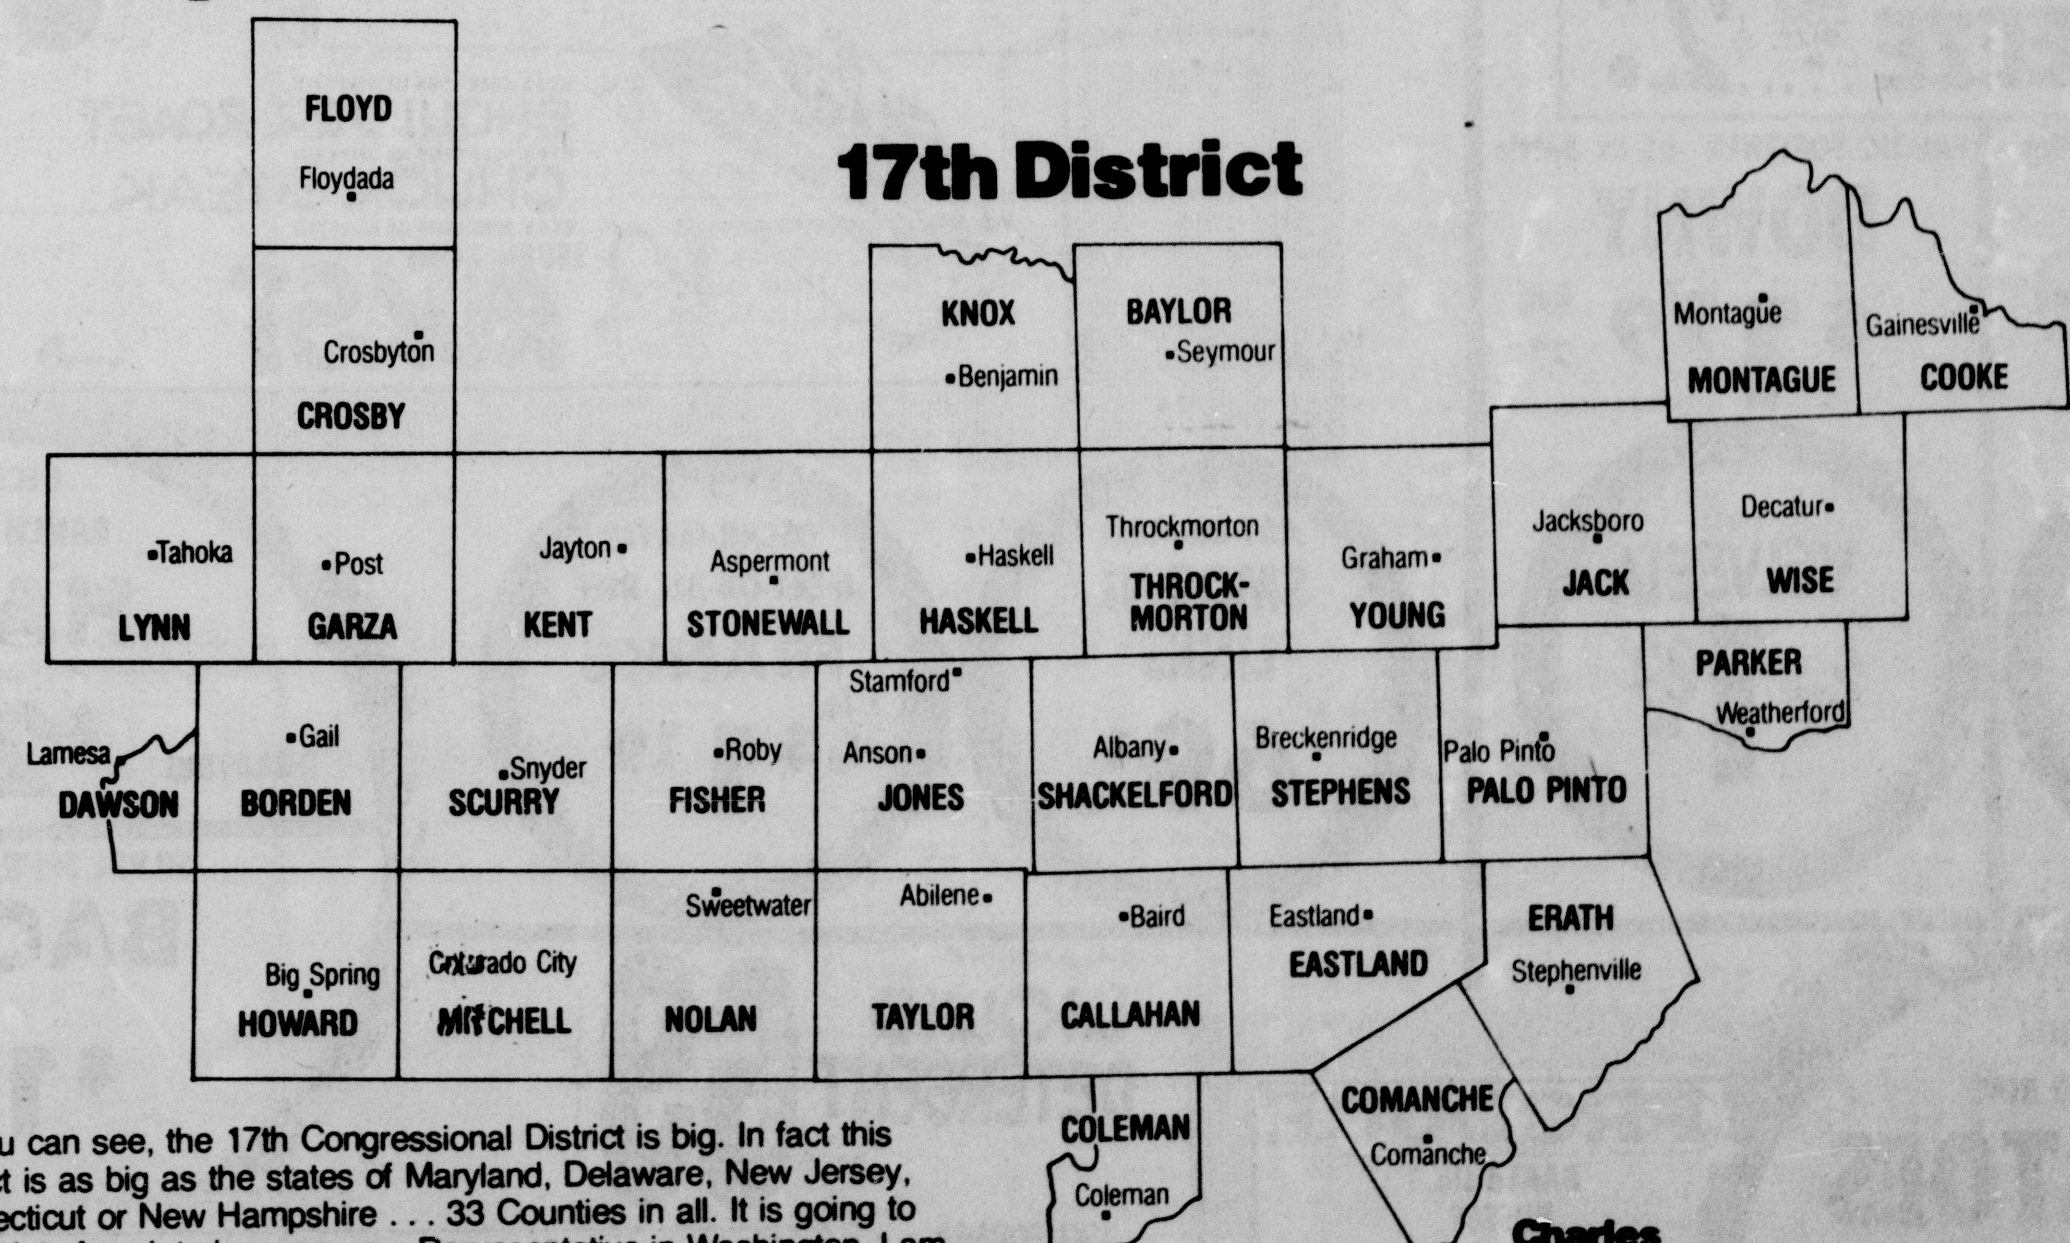 17th District
FLOYD
Floydada
Crosbyton
CROSBY
KNOX
Benjamin
BAYLOR
Seymour
Montague
MONTAGUE
Gainesville
COOKE
Tahoka
LYNN
Post
GARZA
Jayton
KENT
Aspermont
STONEWALL
Haskell
HASKELL
Throckmorton
THROCK-
MORTON
Graham
YOUNG
Jacksboro
JACK
Decatur
WISE
PARKER
Weatherford
Lamesa
DAWSON
Gail
BORDEN
Snyder
SCURRY
Roby
FISHER
Stamford
Anson
JONES
Albany
SHACKELFORD
Breckenridge
STEPHENS
Palo Pinto
PALO PINTO
Big Spring
HOWARD
Colorado City
MITCHELL
Sweetwater
NOLAN
Abilene
TAYLOR
Baird
CALLAHAN
Eastland
EASTLAND
ERATH
Stephenville
COLEMAN
Coleman
COMANCHE
Comanche
u can see, the 17th Congressional District is big. In fact this
t is as big as the states of Maryland, Delaware, New Jersey,
ecticut or New Hampshire . . . 33 Counties in all. It is going to
Representative in Washington. I am
Charles